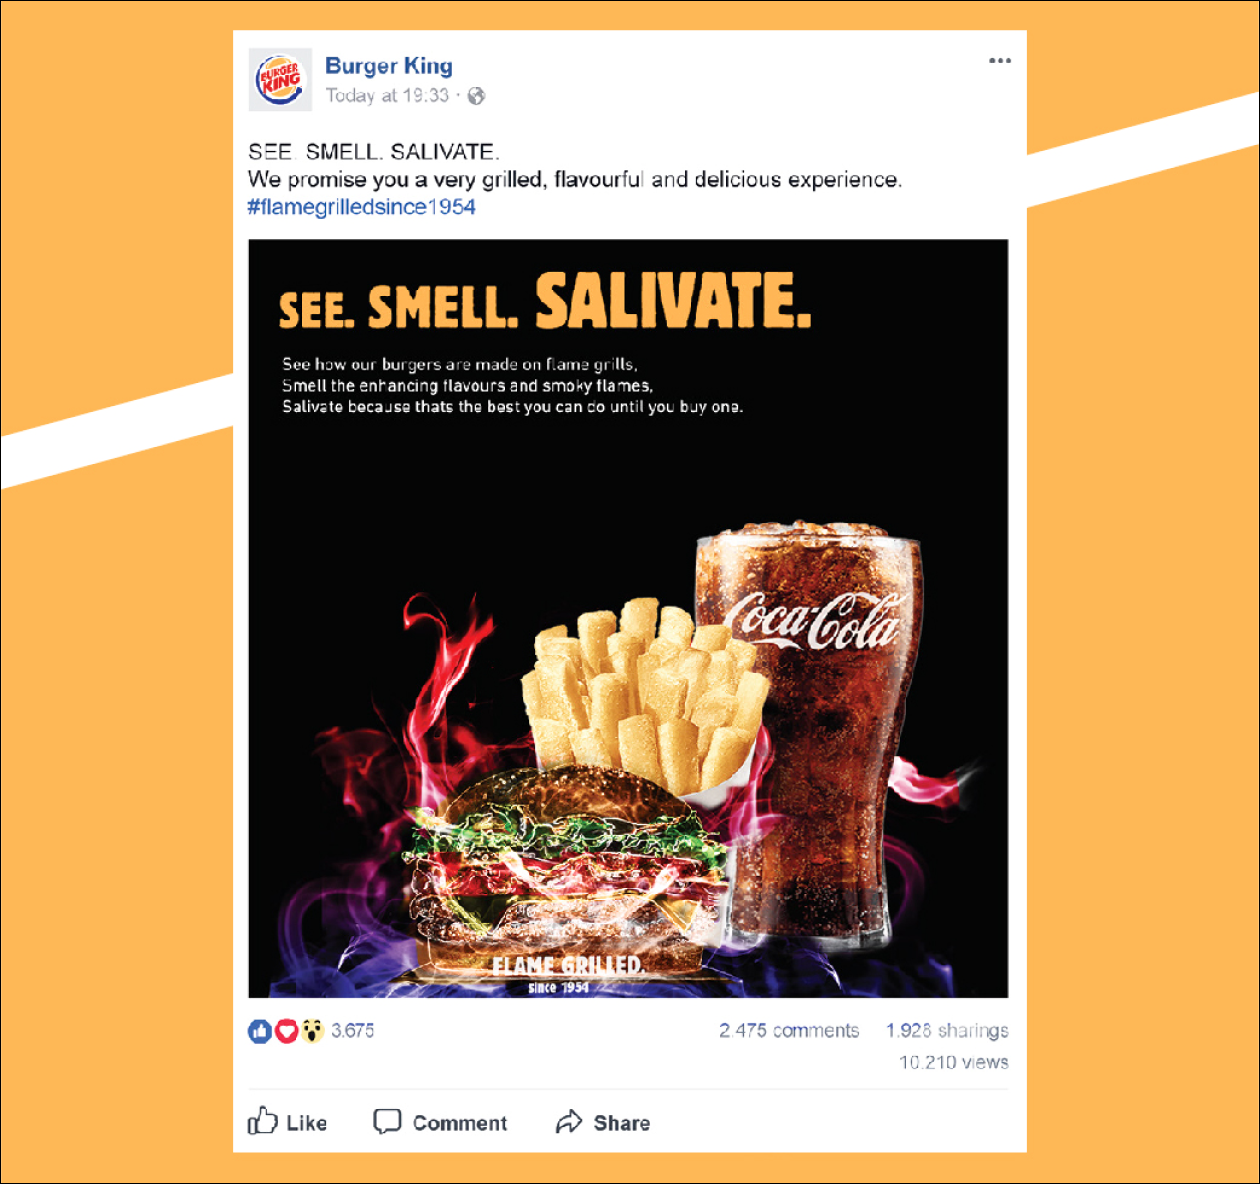 BURGER
KING
Burger King
Today at 19:33 ·
SEE. SMELL. SALIVATE.
We promise you a very grilled, flavourful and delicious experience.
#flamegrilledsince1954
SEE. SMELL. SALIVATE.
See how our burgers are made on flame grills,
Smell the enhancing flavours and smoky flames,
Salivate because thats the best you can do until you buy one.
Coca-Cola
FLAME GRILLED.
since 1954
3.675
2.475 comments 1.928 sharings
10.210 views
Like Comment Share